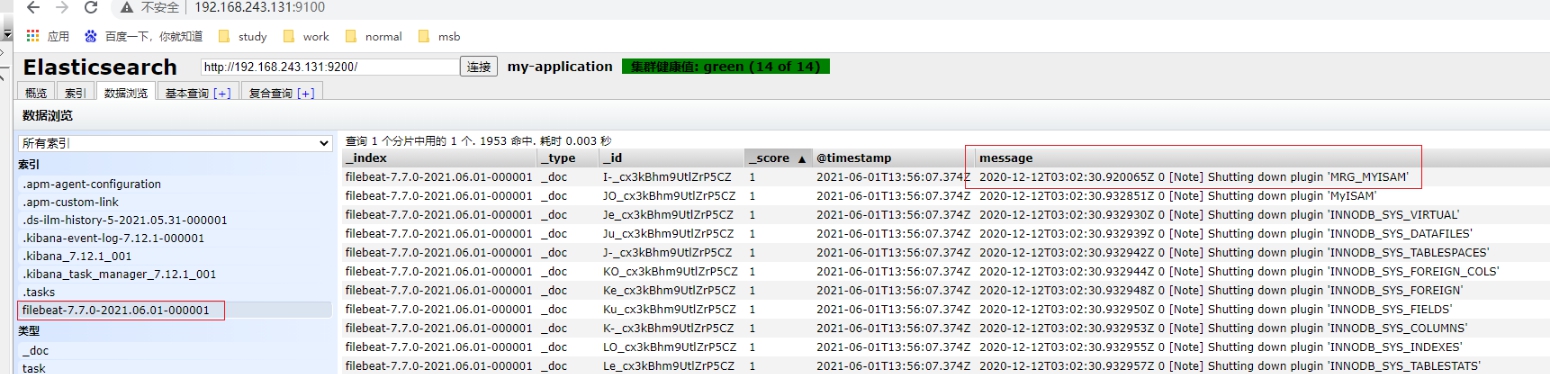 不安全 192.168.243.131:9100
应用 百度一下，你就知道 study work normal msb
Elasticsearch http://192.168.243.131:9200/ 连接 my-application 集群健康值: green (14 of 14)
概览 索引 数据浏览 基本查询 [+] 复合查询 [+]
数据浏览
所有索引
索引
.apm-agent-configuration
.apm-custom-link
.ds-ilm-history-5-2021.05.31-000001
.kibana-event-log-7.12.1-000001
.kibana_7.12.1_001
.kibana_task_manager_7.12.1_001
.tasks
filebeat-7.7.0-2021.06.01-000001
类型
_doc
task
查询 1 个分片中用的 1 个. 1953 命中. 耗时 0.003 秒
_index _type _id _score ▲ @timestamp message
filebeat-7.7.0-2021.06.01-000001 _doc I-_cx3kBhm9UtlZrP5CZ 1 2021-06-01T13:56:07.374Z 2020-12-12T03:02:30.920065Z 0 [Note] Shutting down plugin 'MRG_MYISAM'
filebeat-7.7.0-2021.06.01-000001 _doc JO_cx3kBhm9UtlZrP5CZ 1 2021-06-01T13:56:07.374Z 2020-12-12T03:02:30.932851Z 0 [Note] Shutting down plugin 'MyISAM'
filebeat-7.7.0-2021.06.01-000001 _doc Je_cx3kBhm9UtlZrP5CZ 1 2021-06-01T13:56:07.374Z 2020-12-12T03:02:30.932930Z 0 [Note] Shutting down plugin 'INNODB_SYS_VIRTUAL'
filebeat-7.7.0-2021.06.01-000001 _doc Ju_cx3kBhm9UtlZrP5CZ 1 2021-06-01T13:56:07.374Z 2020-12-12T03:02:30.932939Z 0 [Note] Shutting down plugin 'INNODB_SYS_DATAFILES'
filebeat-7.7.0-2021.06.01-000001 _doc J-_cx3kBhm9UtlZrP5CZ 1 2021-06-01T13:56:07.374Z 2020-12-12T03:02:30.932942Z 0 [Note] Shutting down plugin 'INNODB_SYS_TABLESPACES'
filebeat-7.7.0-2021.06.01-000001 _doc KO_cx3kBhm9UtlZrP5CZ 1 2021-06-01T13:56:07.374Z 2020-12-12T03:02:30.932944Z 0 [Note] Shutting down plugin 'INNODB_SYS_FOREIGN_COLS'
filebeat-7.7.0-2021.06.01-000001 _doc Ke_cx3kBhm9UtlZrP5CZ 1 2021-06-01T13:56:07.374Z 2020-12-12T03:02:30.932948Z 0 [Note] Shutting down plugin 'INNODB_SYS_FOREIGN'
filebeat-7.7.0-2021.06.01-000001 _doc Ku_cx3kBhm9UtlZrP5CZ 1 2021-06-01T13:56:07.374Z 2020-12-12T03:02:30.932950Z 0 [Note] Shutting down plugin 'INNODB_SYS_FIELDS'
filebeat-7.7.0-2021.06.01-000001 _doc K-_cx3kBhm9UtlZrP5CZ 1 2021-06-01T13:56:07.374Z 2020-12-12T03:02:30.932953Z 0 [Note] Shutting down plugin 'INNODB_SYS_COLUMNS'
filebeat-7.7.0-2021.06.01-000001 _doc LO_cx3kBhm9UtlZrP5CZ 1 2021-06-01T13:56:07.374Z 2020-12-12T03:02:30.932955Z 0 [Note] Shutting down plugin 'INNODB_SYS_INDEXES'
filebeat-7.7.0-2021.06.01-000001 _doc Le_cx3kBhm9UtlZrP5CZ 1 2021-06-01T13:56:07.374Z 2020-12-12T03:02:30.932957Z 0 [Note] Shutting down plugin 'INNODB_SYS_TABLESTATS'